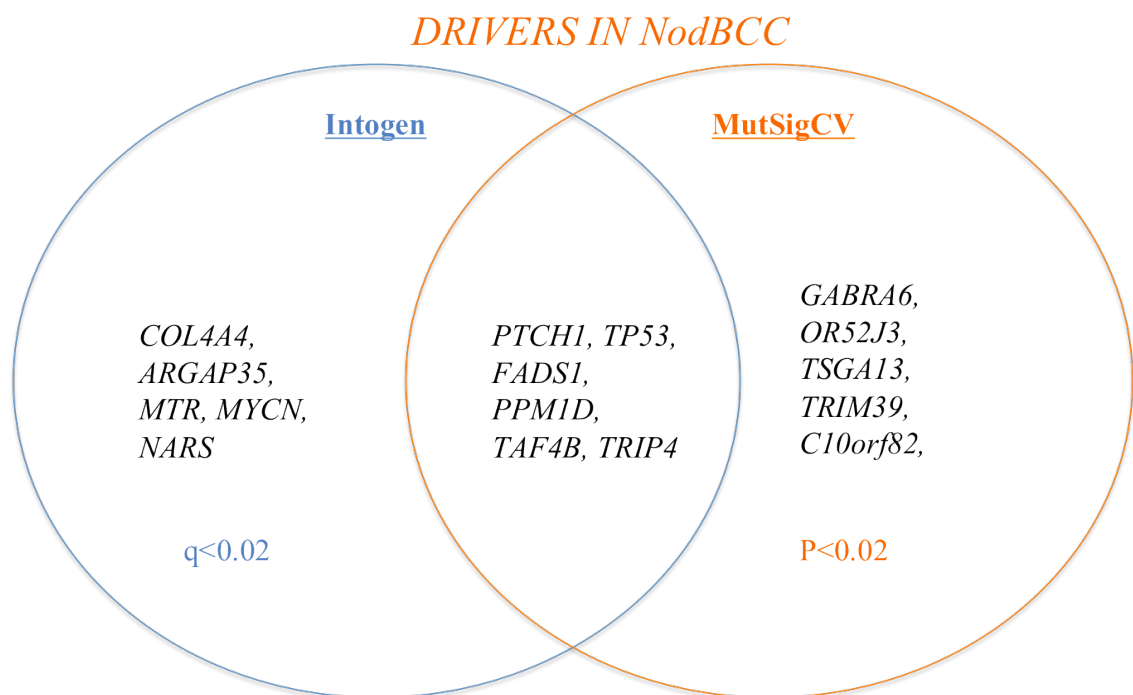 DRIVERS IN NodBCC
Intogen
MutSigCV
COL4A4,
ARGAP35,
MTR, MYCN,
NARS
PTCH1, TP53,
FADS1,
PPM1D,
TAF4B, TRIP4
GABRA6,
OR52J3,
TSGA13,
TRIM39,
C10orf82,
q<0.02
P<0.02